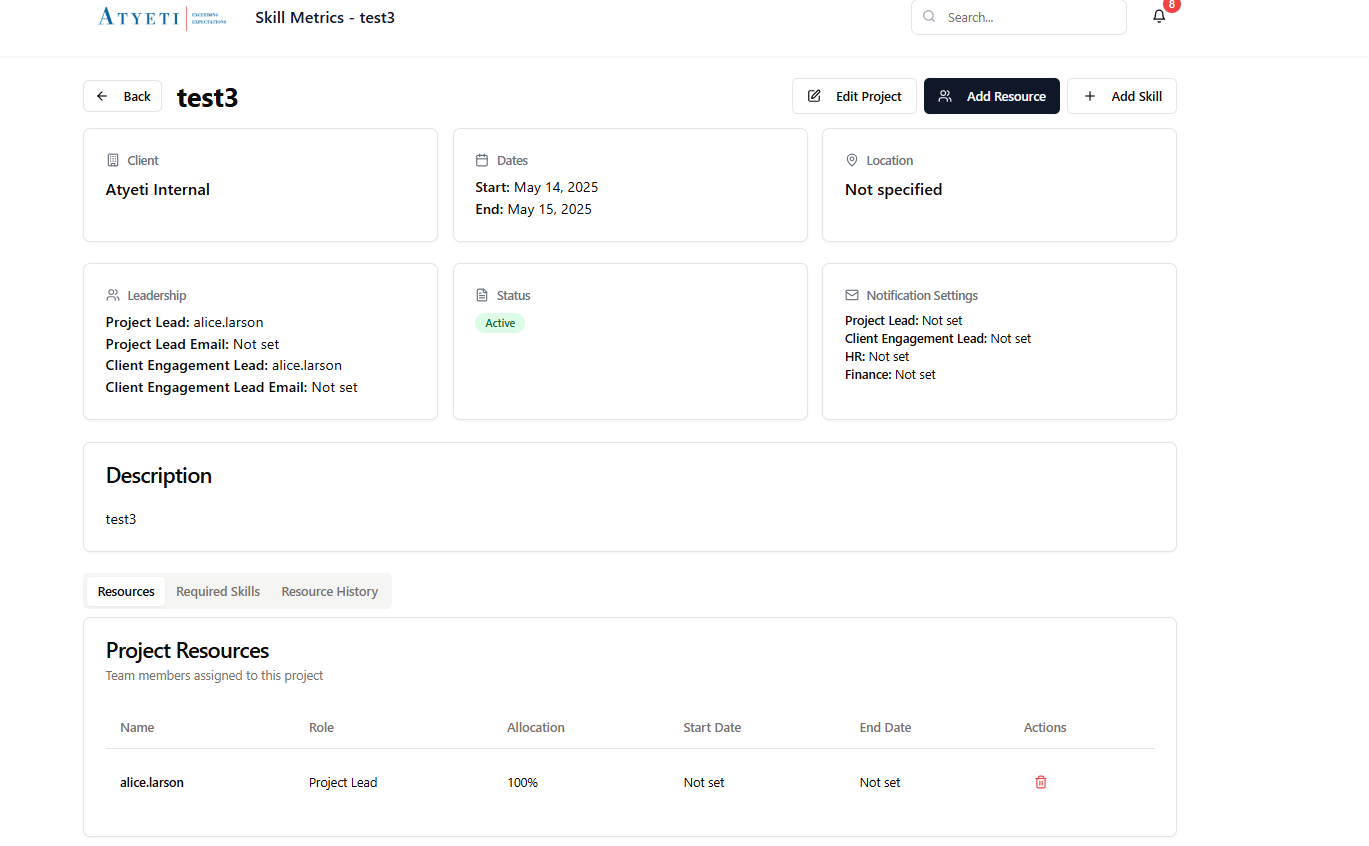 ATYETI EXCEEDING EXPECTATIONS
Skill Metrics - test3
Search...
8
Back
test3
Edit Project
Add Resource
Add Skill
Client
Atyeti Internal
Dates
Start: May 14, 2025
End: May 15, 2025
Location
Not specified
Leadership
Project Lead: alice.larson
Project Lead Email: Not set
Client Engagement Lead: alice.larson
Client Engagement Lead Email: Not set
Status
Active
Notification Settings
Project Lead: Not set
Client Engagement Lead: Not set
HR: Not set
Finance: Not set
Description
test3
Resources Required Skills Resource History
Project Resources
Team members assigned to this project
Name Role Allocation Start Date End Date Actions
alice.larson Project Lead 100% Not set Not set